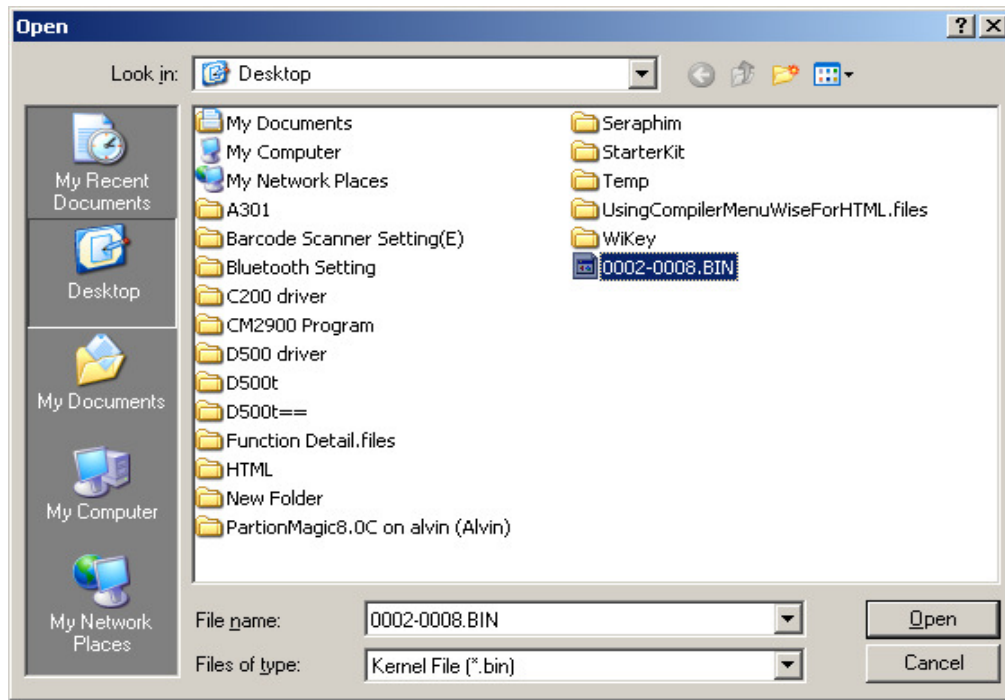 Open
Look in: Desktop
My Recent
Documents
Desktop
My Documents
My Computer
My Network
Places
My Documents
My Computer
My Network Places
A301
Barcode Scanner Setting(E)
Bluetooth Setting
C200 driver
CM2900 Program
D500 driver
D500t
D500t==
Function Detail.files
HTML
New Folder
PartionMagic8.0C on alvin (Alvin)
Seraphim
StarterKit
Temp
UsingCompilerMenuWiseForHTML.files
WiKey
0002-0008.BIN
File name: 0002-0008.BIN Open
Files of type: Kernel File (*.bin) Cancel